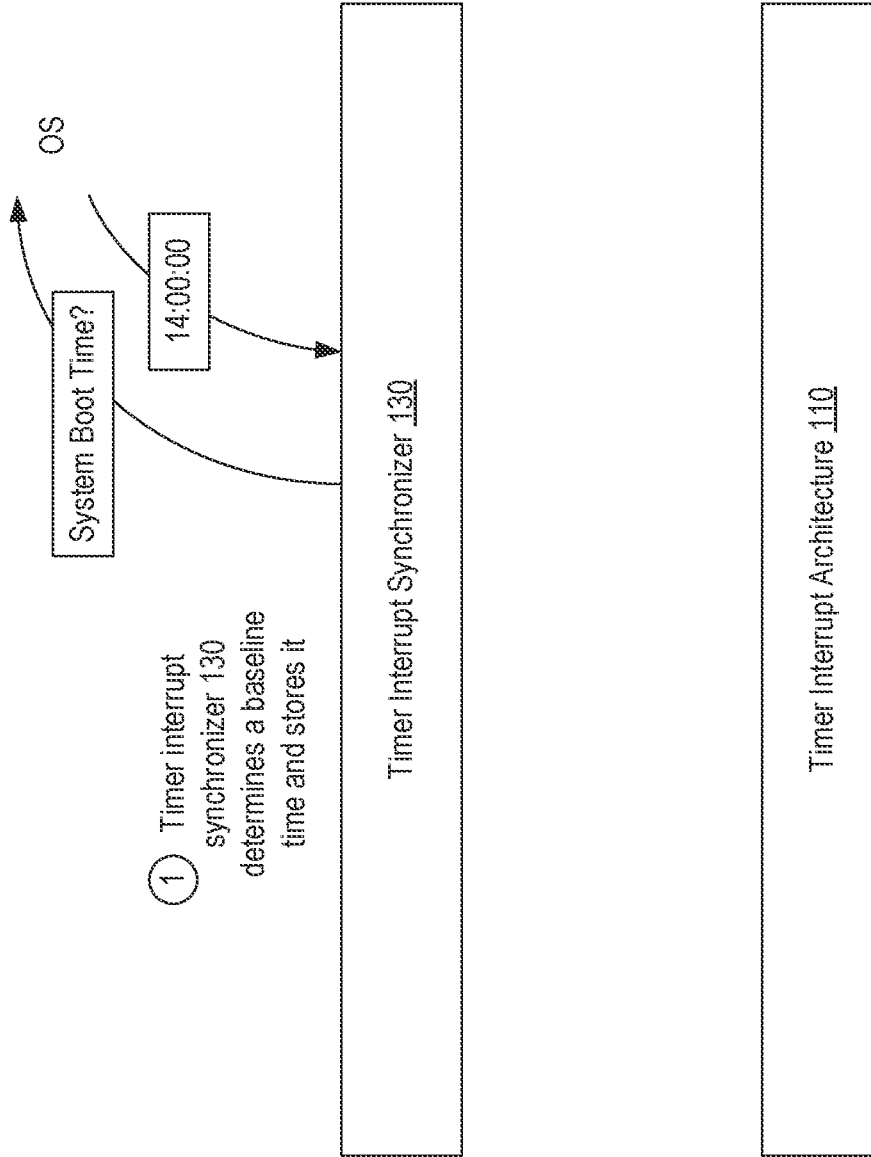 OS
System Boot Time?
14:00:00
1
Timer interrupt
synchronizer 130
determines a baseline
time and stores it
Timer Interrupt Synchronizer 130
Timer Interrupt Architecture 110